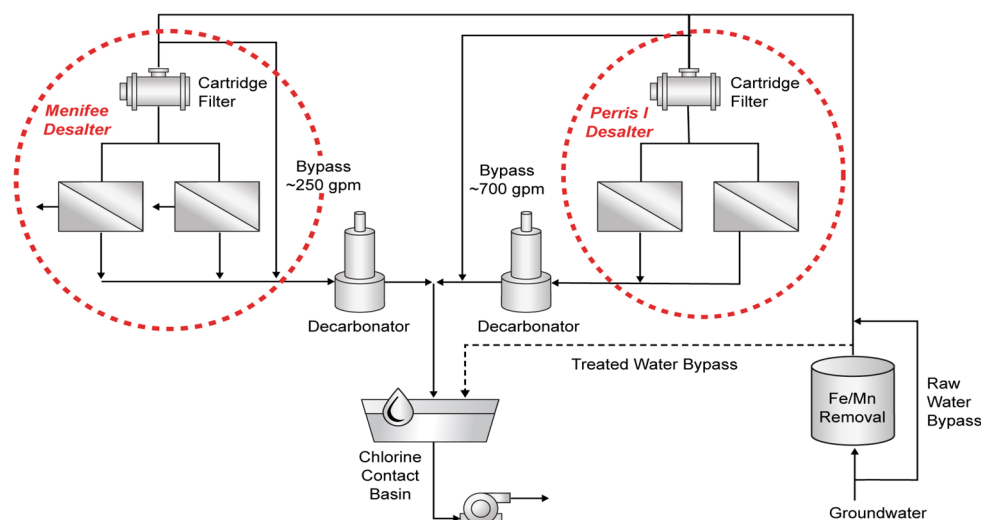 Cartridge
Filter
Menifee
Desalter
Bypass
~250 gpm
Decarbonator
Bypass
~700 gpm
Decarbonator
Cartridge
Filter
Perris I
Desalter
Treated Water Bypass
Fe/Mn
Removal
Raw
Water
Bypass
Groundwater
Chlorine
Contact
Basin